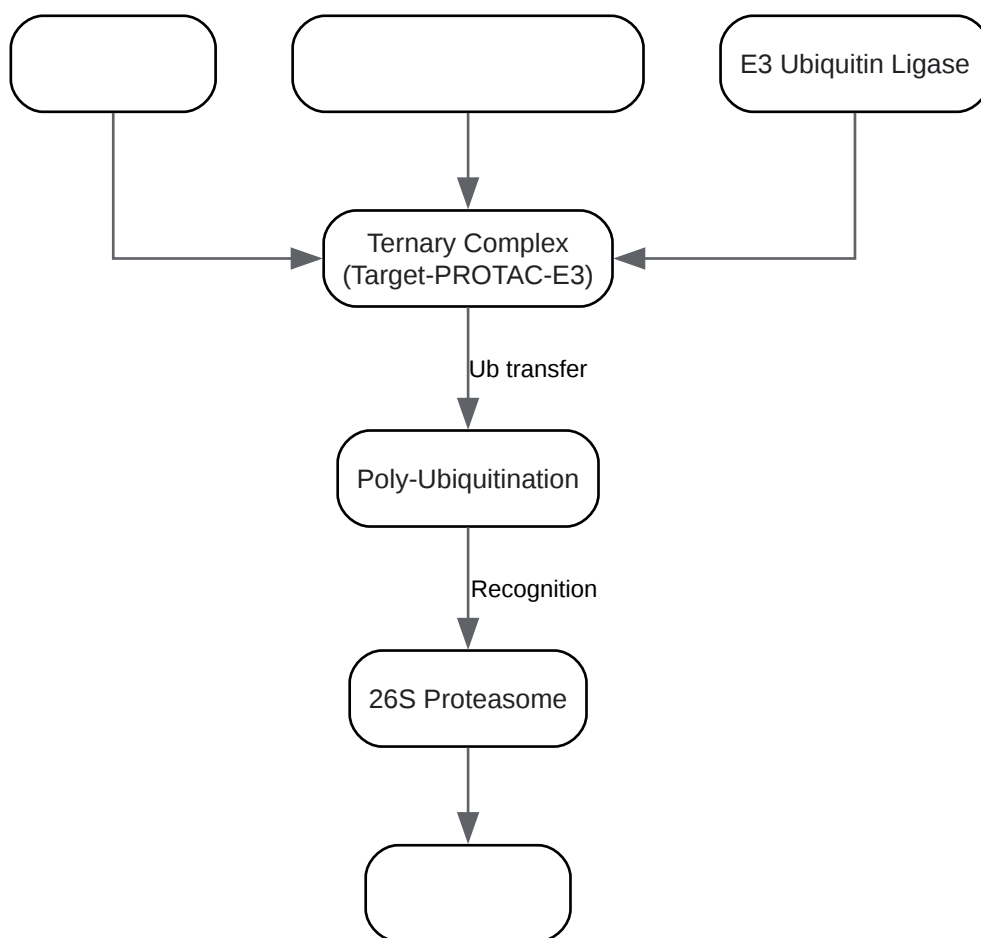 E3 Ubiquitin Ligase
Ternary Complex
(Target-PROTAC-E3)
Ub transfer
Poly-Ubiquitination
Recognition
26S Proteasome